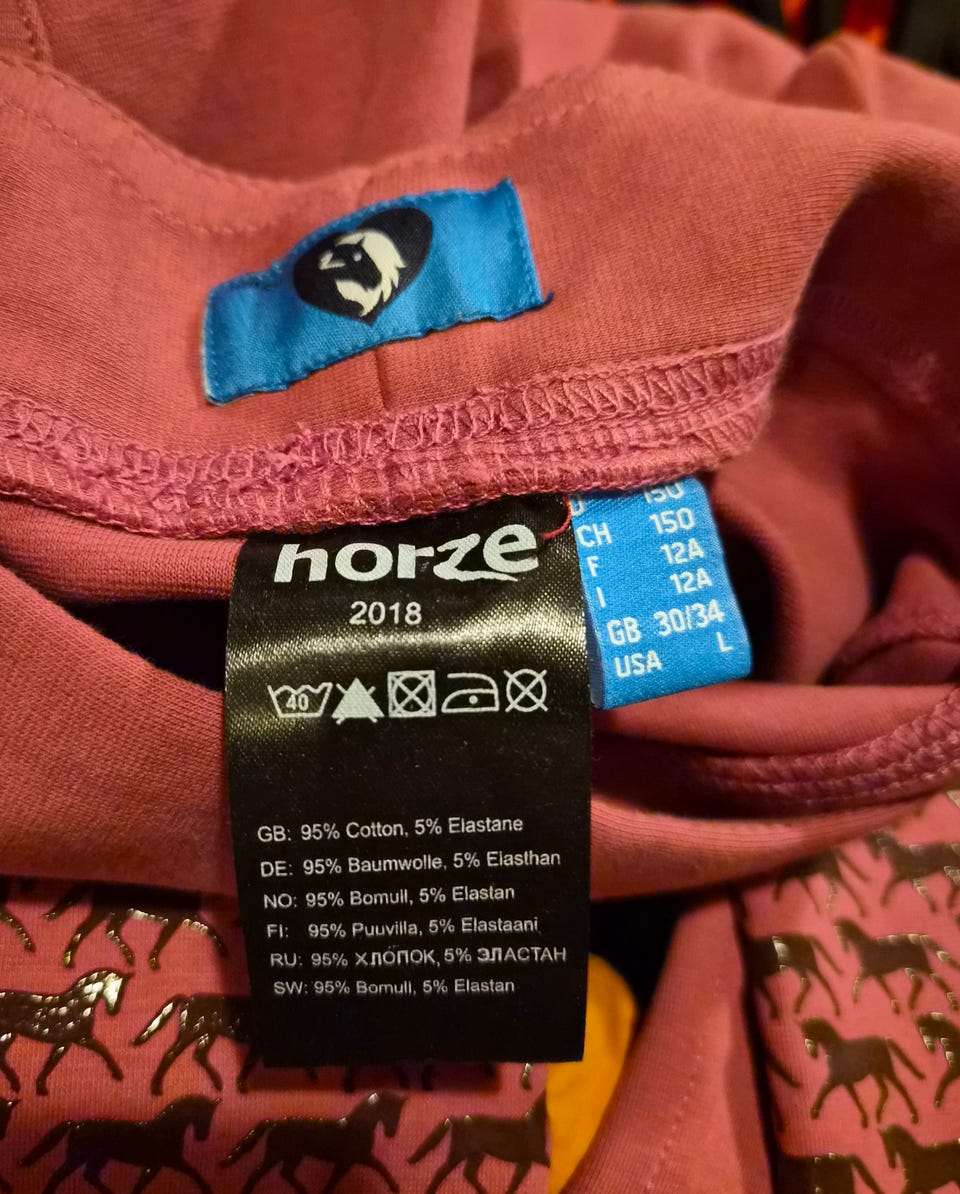 horze
2018
40
GB: 95% Cotton, 5% Elastane
DE: 95% Baumwolle, 5% Elasthan
NO: 95% Bomull, 5% Elastan
FI: 95% Puuvilla, 5% Elastaani
RU: 95% ХЛОПОК, 5% ЭЛАСТАН
SW: 95% Bomull, 5% Elastan
D 150
CH 150
F 12A
I 12A
GB 30/34
USA L